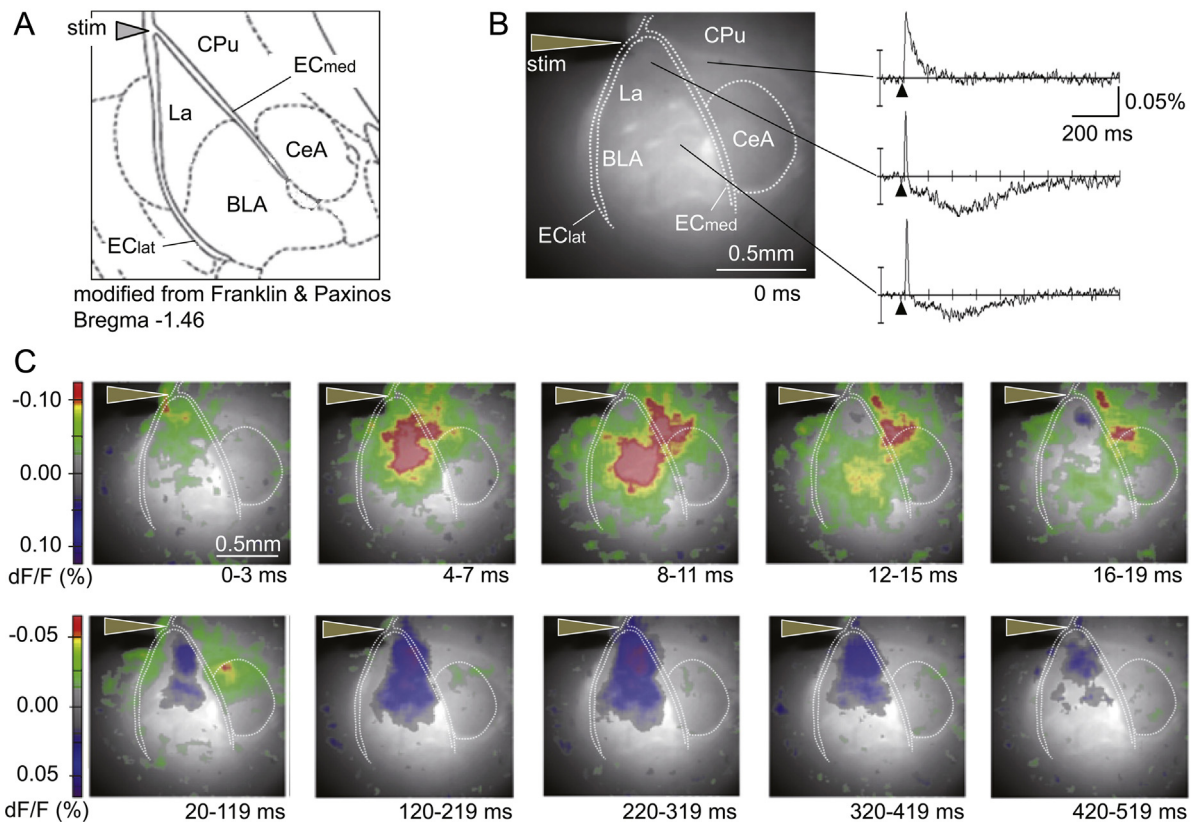 A
stim
CPu
ECmed
La
CeA
BLA
EClat
modified from Franklin & Paxinos
Bregma -1.46
B
CPu
stim
La
CeA
BLA
ECmed
EClat
0.5mm
0 ms
0.05%
200 ms
C
-0.10
0.00
0.10
dF/F (%)
0.5mm
0-3 ms
4-7 ms
8-11 ms
12-15 ms
16-19 ms
-0.05
0.00
0.05
dF/F (%)
20-119 ms
120-219 ms
220-319 ms
320-419 ms
420-519 ms